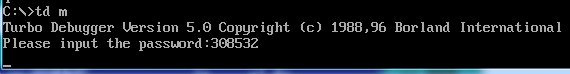 C:\>td m
Turbo Debugger Version 5.0 Copyright (c) 1988,96 Borland International
Please input the password:308532